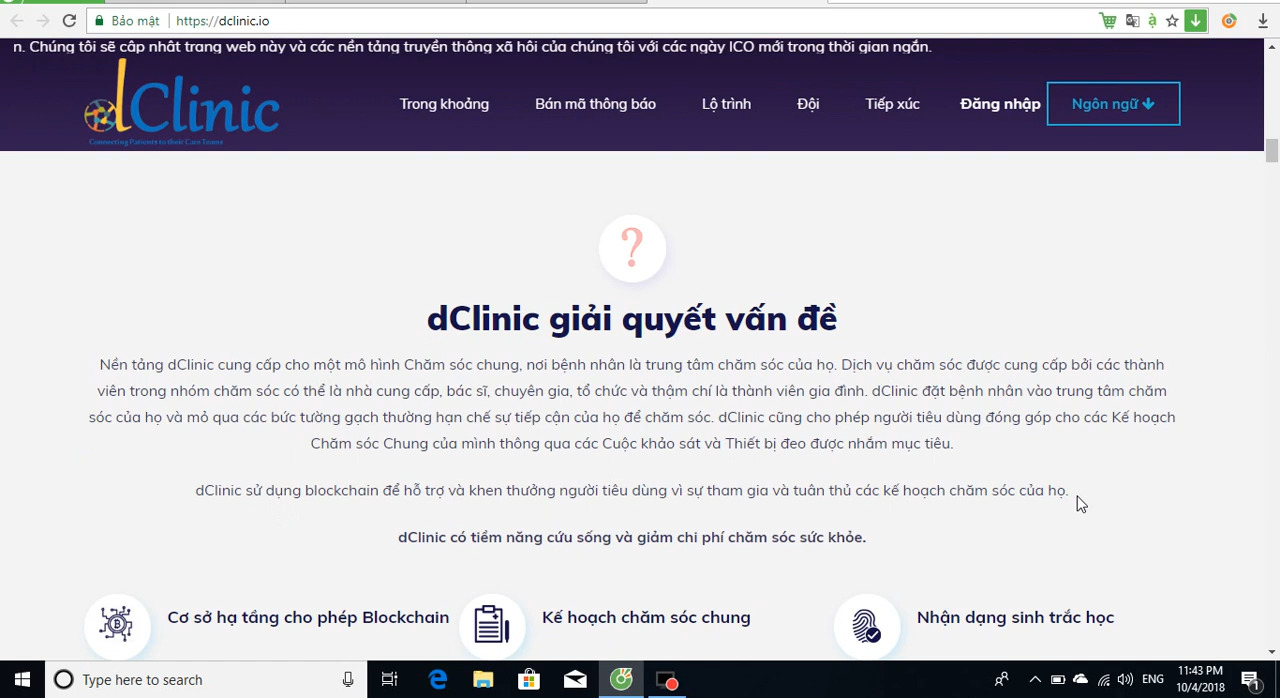 Bảo mật
https://dclinic.io
n. Chúng tôi sẽ cập nhật trang web này và các nền tảng truyền thông xã hội của chúng tôi với các ngày ICO mới trong thời gian ngắn.
dClinic
Connecting Patients to their Care Teams
Trong khoảng
Bán mã thông báo
Lộ trình
Đội
Tiếp xúc
Đăng nhập
Ngôn ngữ
?
dClinic giải quyết vấn đề
Nền tảng dClinic cung cấp cho một mô hình Chăm sóc chung, nơi bệnh nhân là trung tâm chăm sóc của họ. Dịch vụ chăm sóc được cung cấp bởi các thành
viên trong nhóm chăm sóc có thể là nhà cung cấp, bác sĩ, chuyên gia, tổ chức và thậm chí là thành viên gia đình. dClinic đặt bệnh nhân vào trung tâm chăm
sóc của họ và mỏ qua các bức tường gạch thường hạn chế sự tiếp cận của họ để chăm sóc. dClinic cũng cho phép người tiêu dùng đóng góp cho các Kế hoạch
Chăm sóc Chung của mình thông qua các Cuộc khảo sát và Thiết bị đeo được nhắm mục tiêu.
dClinic sử dụng blockchain để hỗ trợ và khen thưởng người tiêu dùng vì sự tham gia và tuân thủ các kế hoạch chăm sóc của họ.
dClinic có tiềm năng cứu sống và giảm chi phí chăm sóc sức khỏe.
Cơ sở hạ tầng cho phép Blockchain
Kế hoạch chăm sóc chung
Nhận dạng sinh trắc học
Type here to search
ENG
11:43 PM
10/4/2018
1